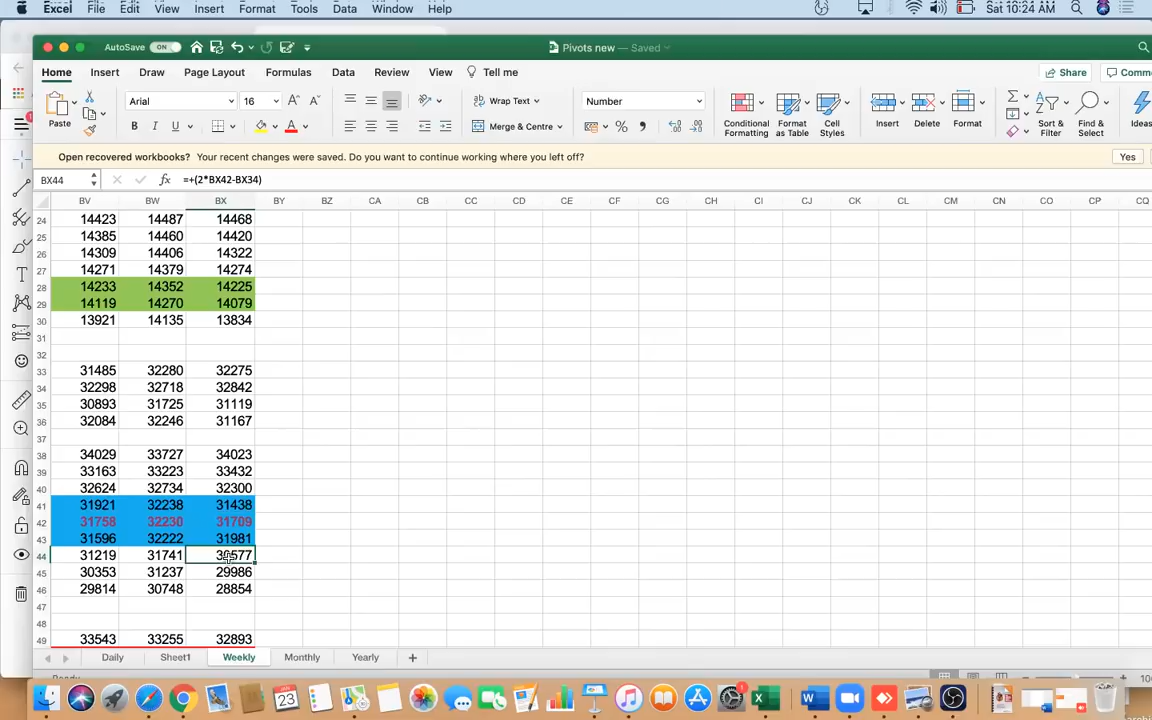 Excel File Edit View Insert Format Tools Data Window Help Sat 10:24 AM
AutoSave ON Pivots new — Saved
Home Insert Draw Page Layout Formulas Data Review View Tell me Share Comme
Paste Arial 16 Wrap Text Merge & Centre Number Conditional Formatting Format as Table Cell Styles Insert Delete Format Sort & Filter Find & Select Ideas
Open recovered workbooks? Your recent changes were saved. Do you want to continue working where you left off? Yes
BX44 fx =+(2*BX42-BX34)
BV BW BX BY BZ CA CB CC CD CE CF CG CH CI CJ CK CL CM CN CO CP CQ
24 14423 14487 14468
25 14385 14460 14420
26 14309 14406 14322
27 14271 14379 14274
28 14233 14352 14225
29 14119 14270 14079
30 13921 14135 13834
31
32
33 31485 32280 32275
34 32298 32718 32842
35 30893 31725 31119
36 32084 32246 31167
37
38 34029 33727 34023
39 33163 33223 33432
40 32624 32734 32300
41 31921 32238 31438
42 31758 32230 31709
43 31596 32222 31981
44 31219 31741
45 30353 31237 29986
46 29814 30748 28854
47
48
49 33543 33255 32893
Daily Sheet1 Weekly Monthly Yearly +